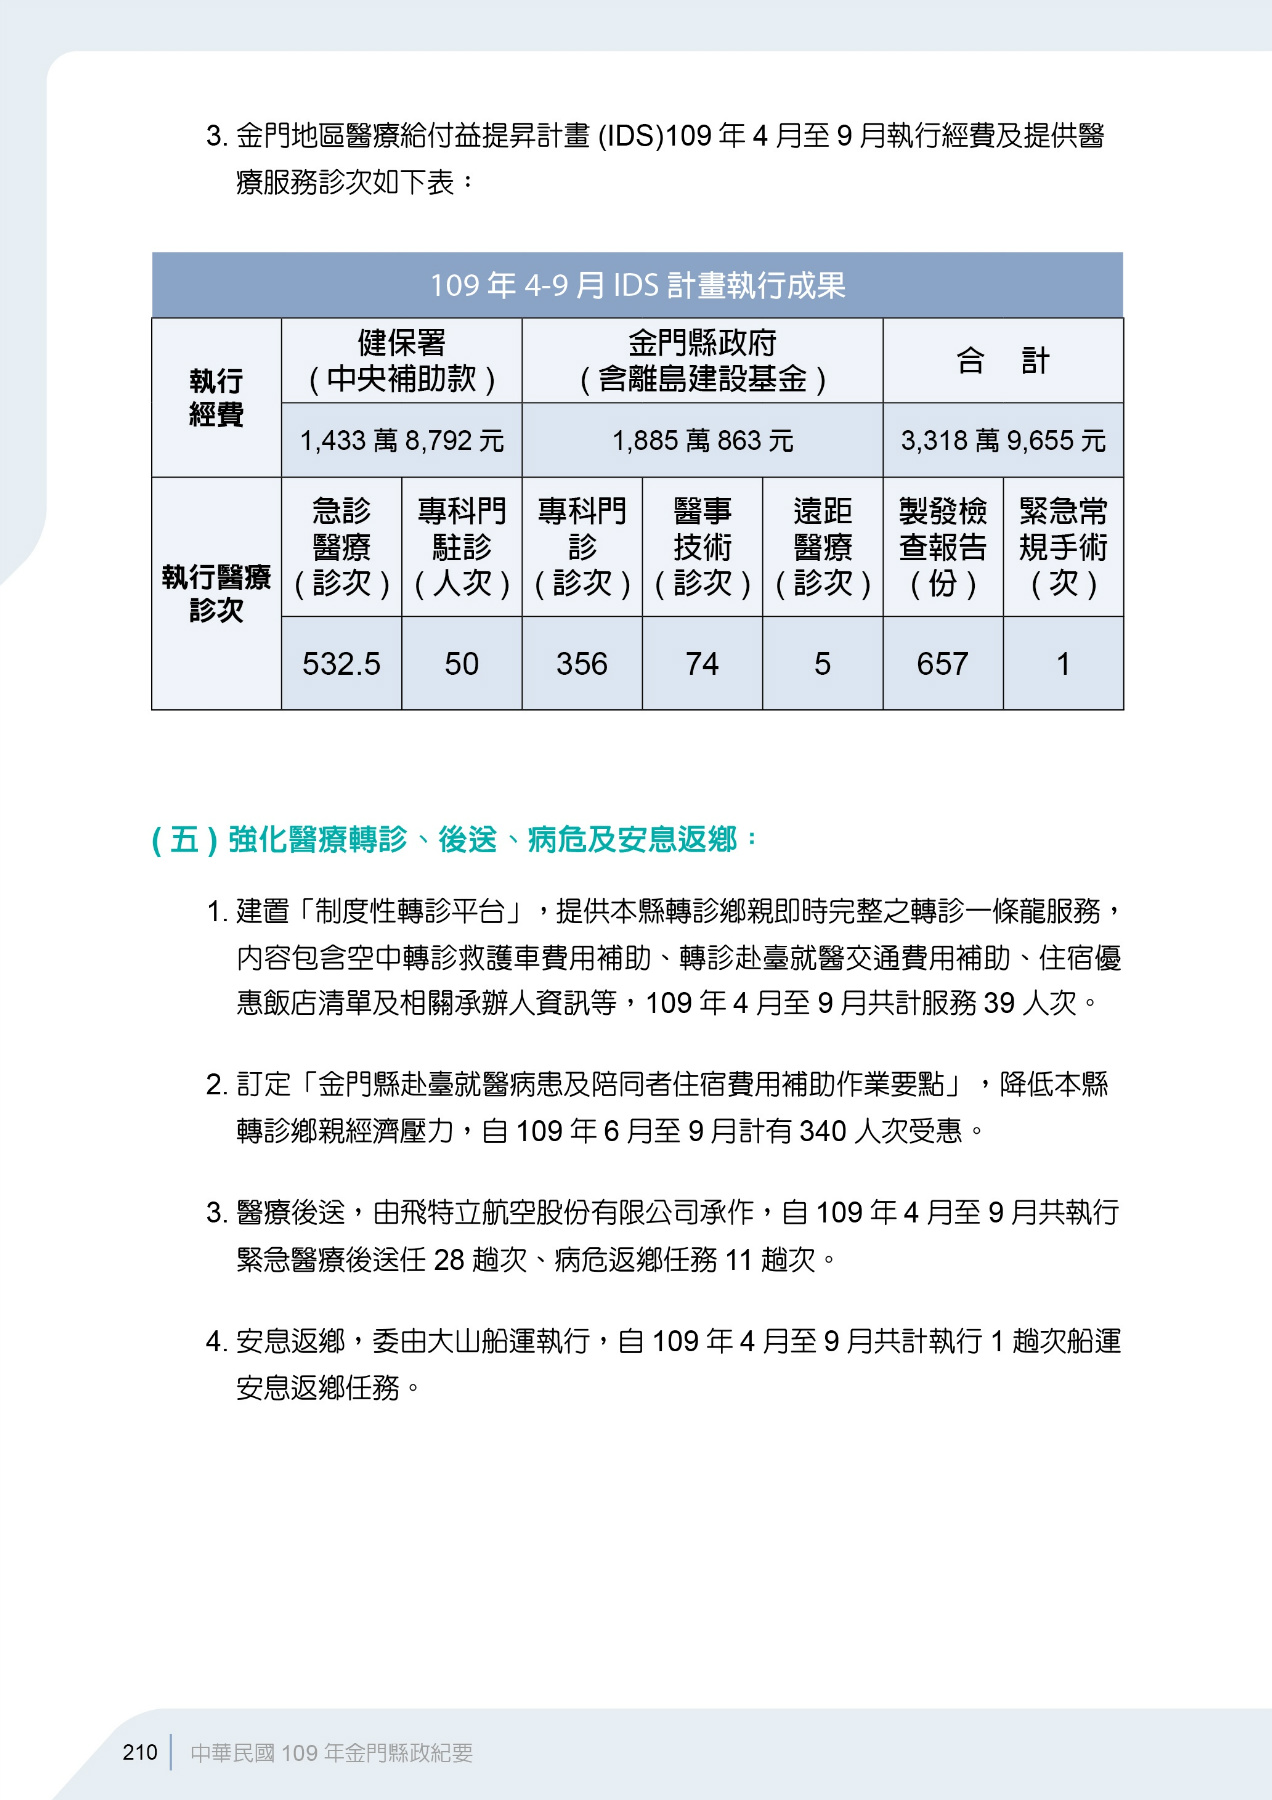 3. 金門地區醫療給付益提昇計畫 (IDS)109 年 4 月至 9 月執行經費及提供醫
療服務診次如下表：
109 年 4-9 月 IDS 計畫執行成果
執行
經費
健保署
( 中央補助款 )
金門縣政府
( 含離島建設基金 )
合　計
1,433 萬 8,792 元
1,885 萬 863 元
3,318 萬 9,655 元
執行醫療
診次
急診
醫療
( 診次 )
專科門
駐診
( 人次 )
專科門
診
( 診次 )
醫事
技術
( 診次 )
遠距
醫療
( 診次 )
製發檢
查報告
( 份 )
緊急常
規手術
( 次 )
532.5
50
356
74
5
657
1
( 五 ) 強化醫療轉診、後送、病危及安息返鄉：
1. 建置「制度性轉診平台」，提供本縣轉診鄉親即時完整之轉診一條龍服務，
內容包含空中轉診救護車費用補助、轉診赴臺就醫交通費用補助、住宿優
惠飯店清單及相關承辦人資訊等，109 年 4 月至 9 月共計服務 39 人次。
2. 訂定「金門縣赴臺就醫病患及陪同者住宿費用補助作業要點」，降低本縣
轉診鄉親經濟壓力，自 109 年 6 月至 9 月計有 340 人次受惠。
3. 醫療後送，由飛特立航空股份有限公司承作，自 109 年 4 月至 9 月共執行
緊急醫療後送任 28 趟次、病危返鄉任務 11 趟次。
4. 安息返鄉，委由大山船運執行，自 109 年 4 月至 9 月共計執行 1 趟次船運
安息返鄉任務。
210
中華民國 109 年金門縣政紀要